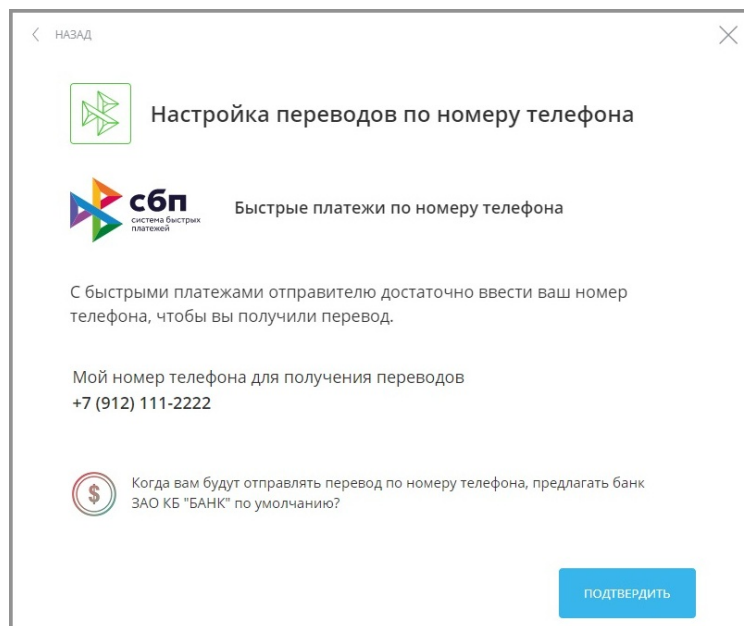 НАЗАД
Настройка переводов по номеру телефона
сбп
система быстрых
платежей
Быстрые платежи по номеру телефона
С быстрыми платежами отправителю достаточно ввести ваш номер
телефона, чтобы вы получили перевод.
Мой номер телефона для получения переводов
+7 (912) 111-2222
$
Когда вам будут отправлять перевод по номеру телефона, предлагать банк
ЗАО КБ "БАНК" по умолчанию?
ПОДТВЕРДИТЬ